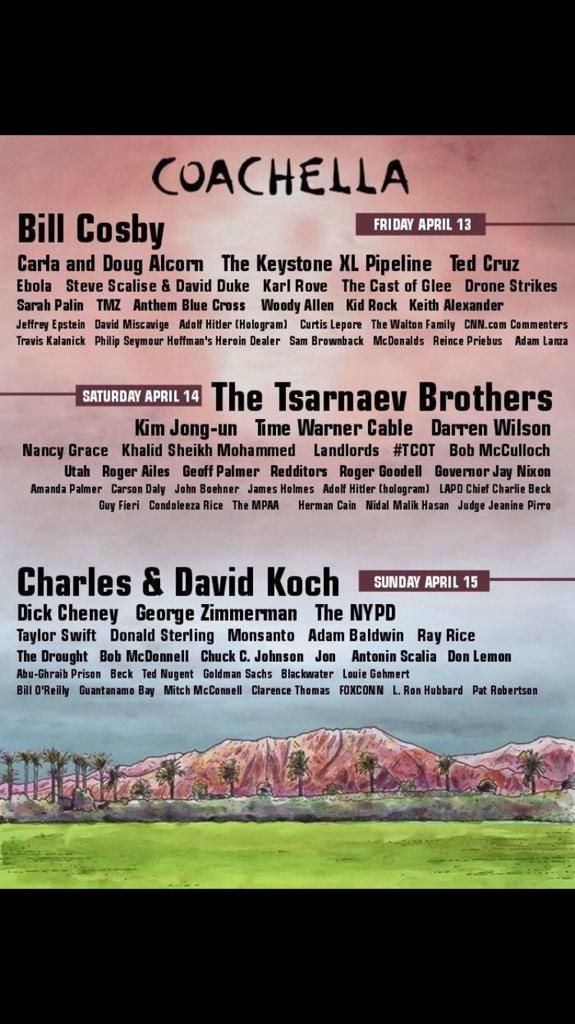 COACHELLA
Bill Cosby FRIDAY APRIL 13
Carla and Doug Alcorn The Keystone XL Pipeline Ted Cruz
Ebola Steve Scalise & David Duke Karl Rove The Cast of Glee Drone Strikes
Sarah Palin TMZ Anthem Blue Cross Woody Allen Kid Rock Keith Alexander
Jeffrey Epstein David Miscavige Adolf Hitler (Hologram) Curtis Lepore The Walton Family CNN.com Commenters
Travis Kalanick Philip Seymour Hoffman's Heroin Dealer Sam Brownback McDonalds Reince Priebus Adam Lanza
SATURDAY APRIL 14 The Tsarnaev Brothers
Kim Jong-un Time Warner Cable Darren Wilson
Nancy Grace Khalid Sheikh Mohammed Landlords #TCOT Bob McCulloch
Utah Roger Ailes Geoff Palmer Redditors Roger Goodell Governor Jay Nixon
Amanda Palmer Carson Daly John Boehner James Holmes Adolf Hitler (hologram) LAPD Chief Charlie Beck
Guy Fieri Condoleeza Rice The MPAA Herman Cain Nidal Malik Hasan Judge Jeanine Pirro
Charles & David Koch SUNDAY APRIL 15
Dick Cheney George Zimmerman The NYPD
Taylor Swift Donald Sterling Monsanto Adam Baldwin Ray Rice
The Drought Bob McDonnell Chuck C. Johnson Jon Antonin Scalia Don Lemon
Abu-Ghraib Prison Beck Ted Nugent Goldman Sachs Blackwater Louie Gohmert
Bill O'Reilly Guantanamo Bay Mitch McConnell Clarence Thomas FOXCONN L. Ron Hubbard Pat Robertson